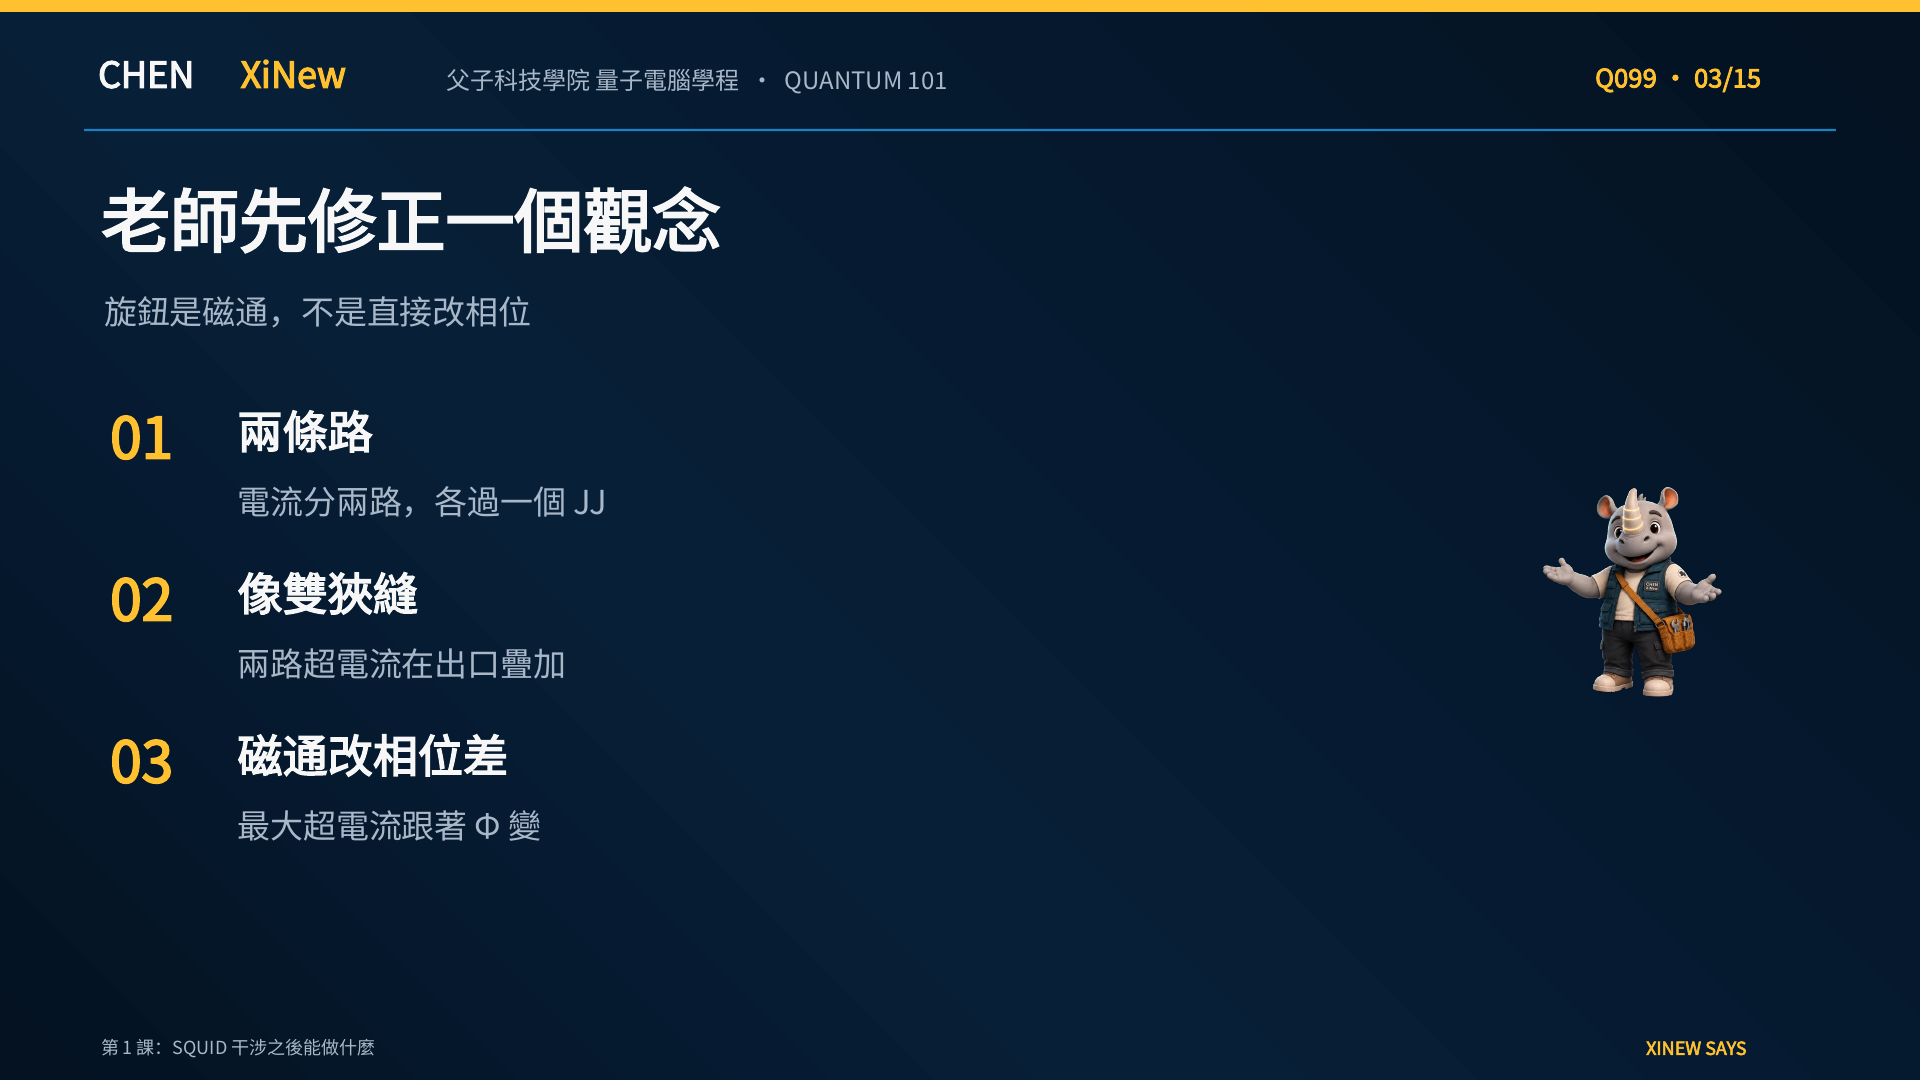 CHEN XiNew 父子科技學院 量子電腦學程 • QUANTUM 101 Q099 • 03/15
老師先修正一個觀念
旋鈕是磁通，不是直接改相位
01 兩條路
電流分兩路，各過一個 JJ
02 像雙狹縫
兩路超電流在出口疊加
03 磁通改相位差
最大超電流跟著 Φ 變
第 1 課：SQUID 干涉之後能做什麼
XINEW SAYS